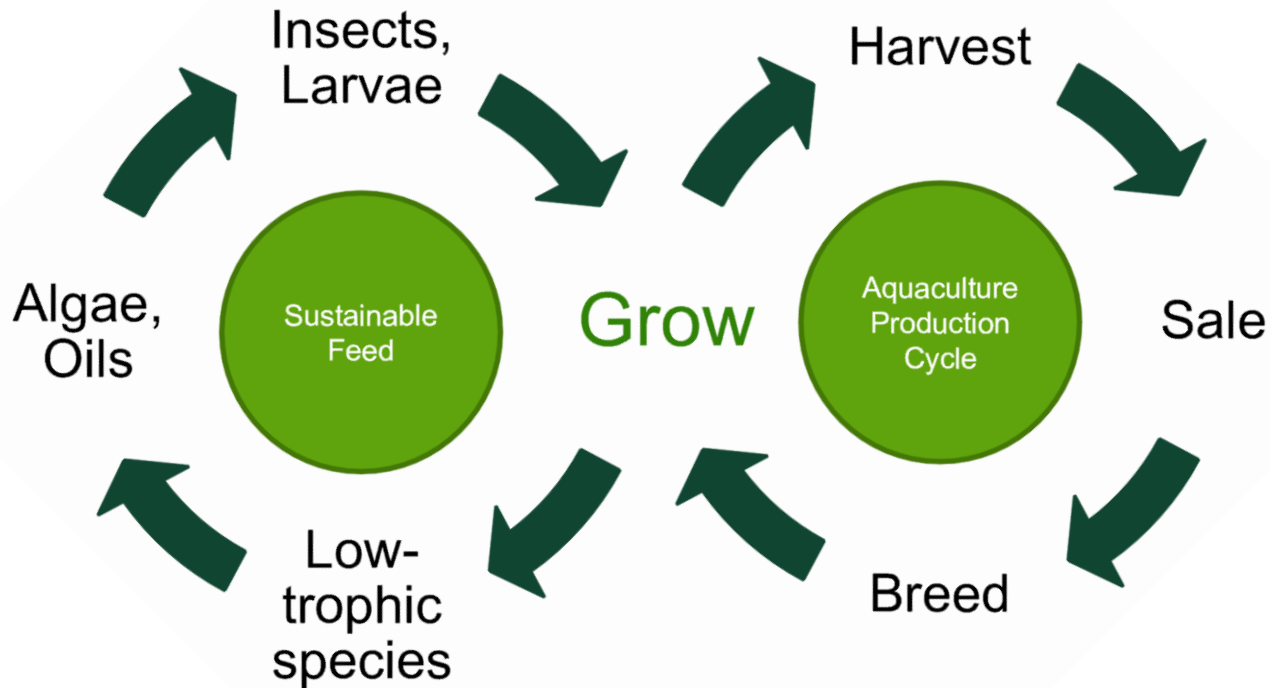 Insects,
Larvae
Harvest
Algae,
Oils
Sustainable
Feed
Grow
Aquaculture
Production
Cycle
Sale
Low-
trophic
species
Breed